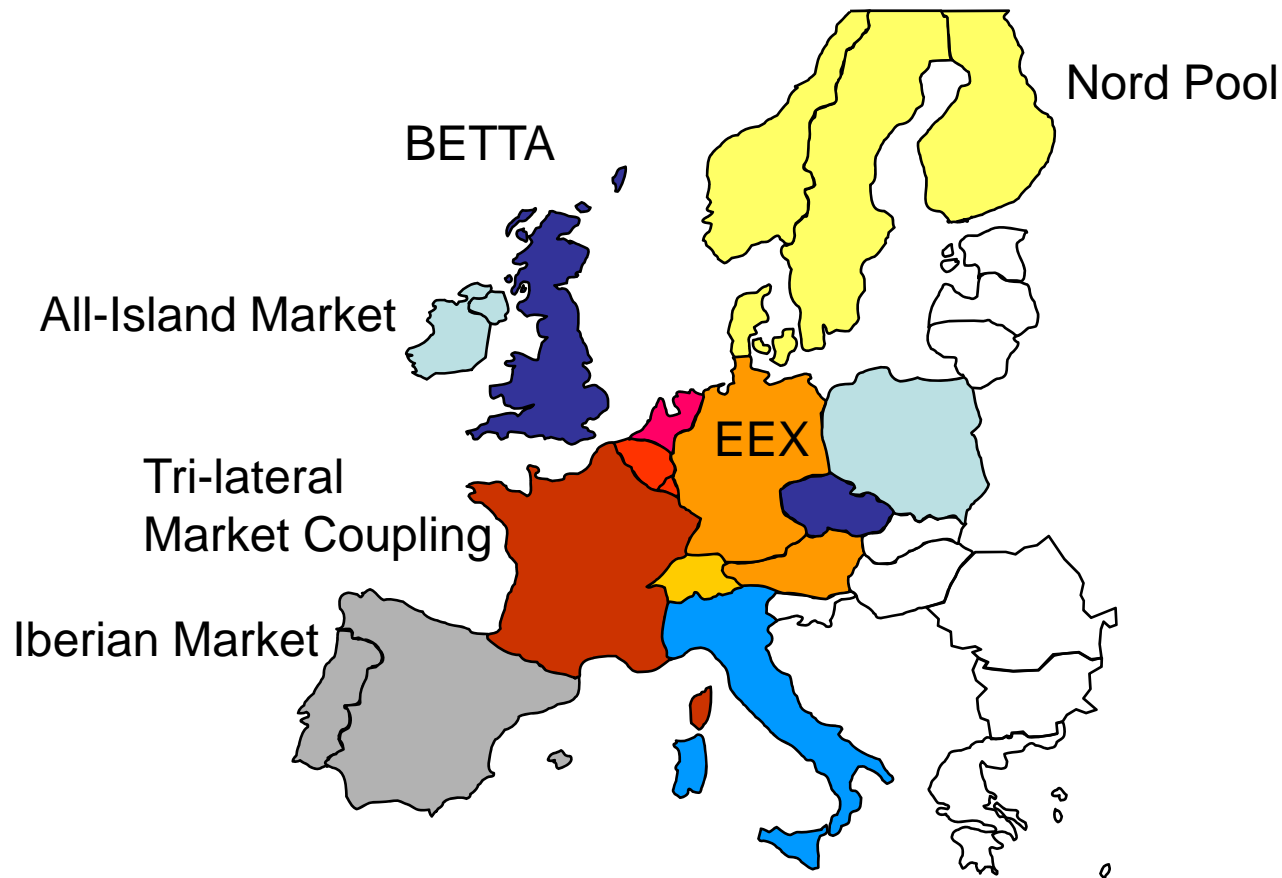 Nord Pool
BETTA
All-Island Market
EEX
Tri-lateral
Market Coupling
Iberian Market